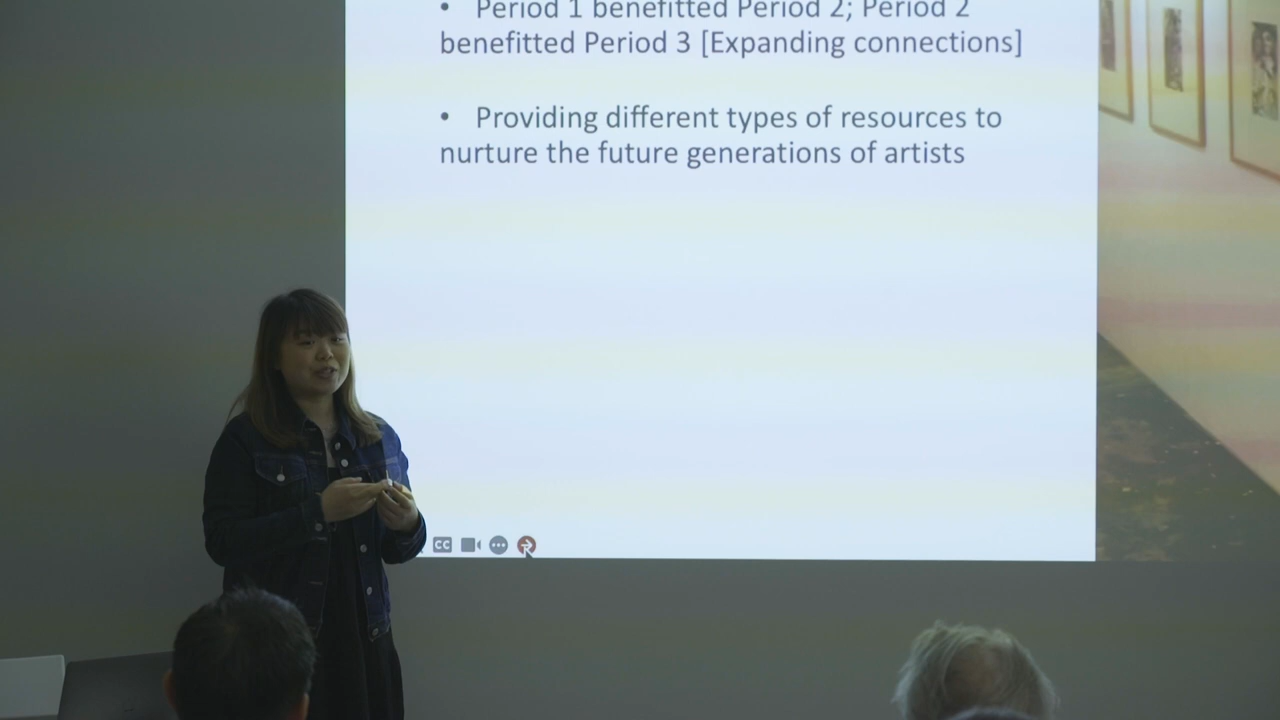 • Period 1 benefitted Period 2; Period 2
benefitted Period 3 [Expanding connections]
• Providing different types of resources to
nurture the future generations of artists
CC